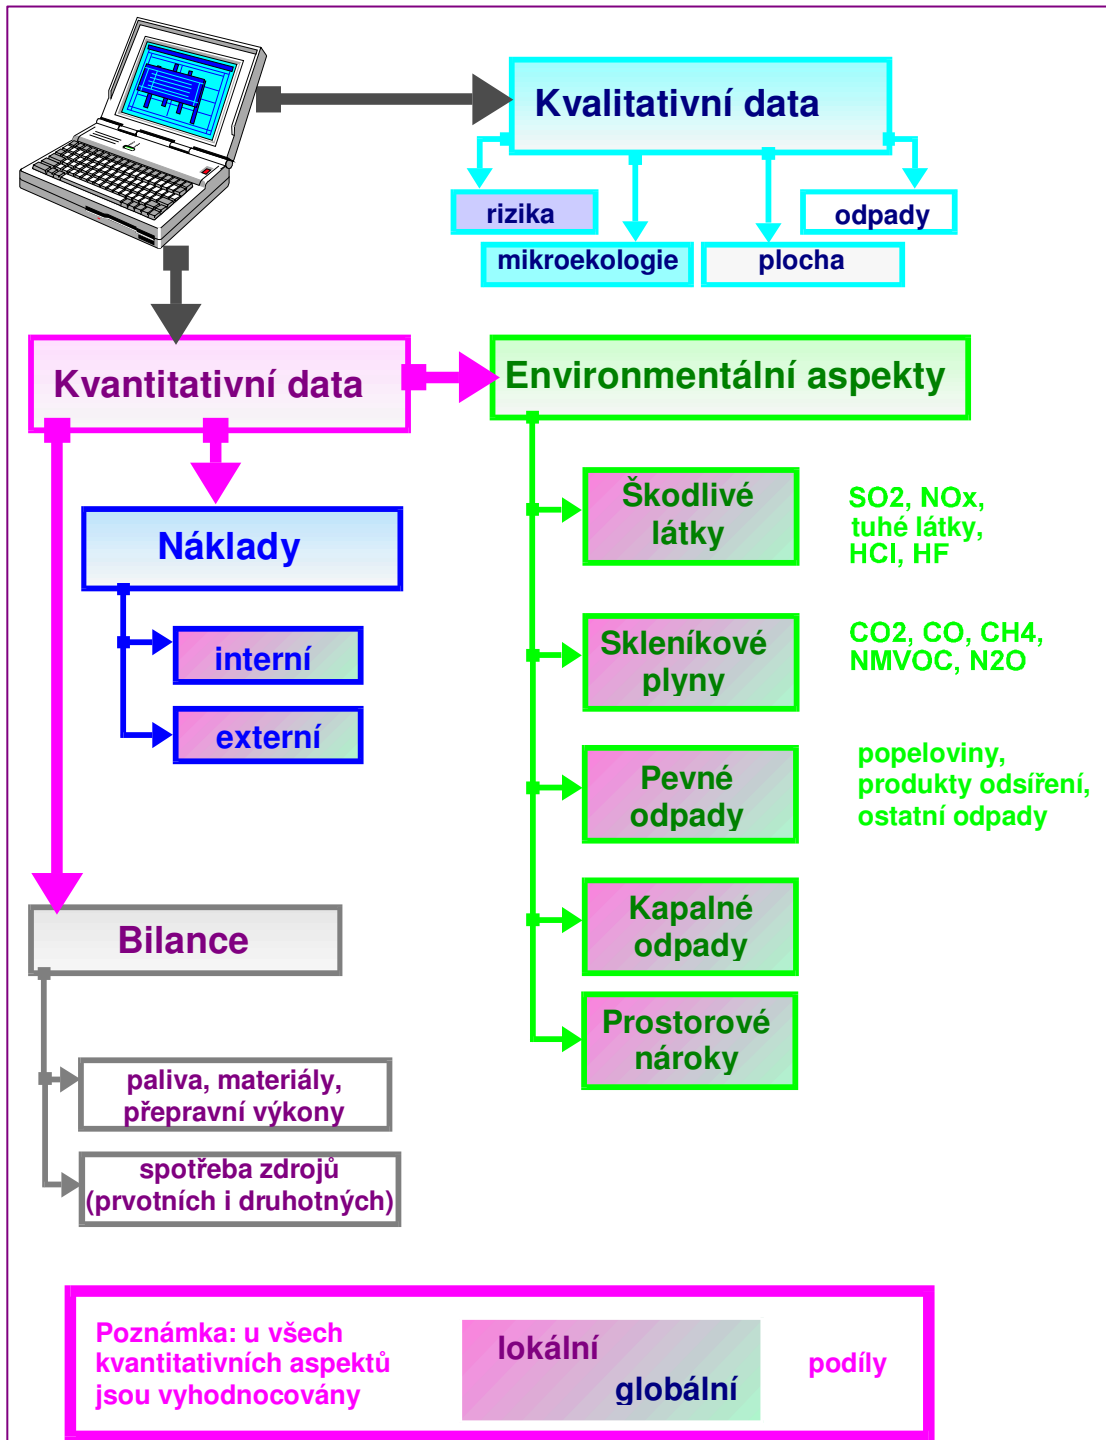 Kvalitativní data
rizika
odpady
mikroekologie
plocha
Kvantitativní data
Environmentální aspekty
Škodlivé
látky
SO2, NOx,
tuhé látky,
HCl, HF
Náklady
interní
externí
Skleníkové
plyny
CO2, CO, CH4,
NMVOC, N2O
Pevné
odpady
popeloviny,
produkty odsíření,
ostatní odpady
Kapalné
odpady
Prostorové
nároky
Bilance
paliva, materiály,
přepravní výkony
spotřeba zdrojů
(prvotních i druhotných)
Poznámka: u všech
kvantitativních aspektů
jsou vyhodnocovány
lokální
globální
podíly